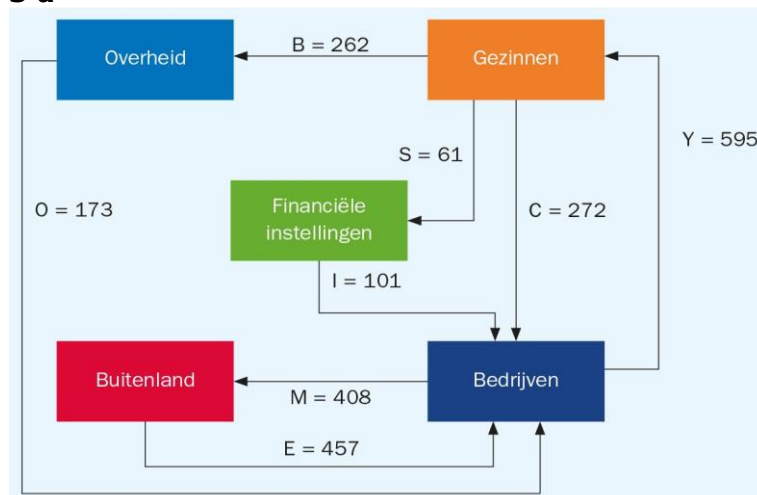 Overheid
B = 262
Gezinnen
Y = 595
S = 61
O = 173
Financiële
instellingen
C = 272
I = 101
Buitenland
Bedrijven
M = 408
E = 457